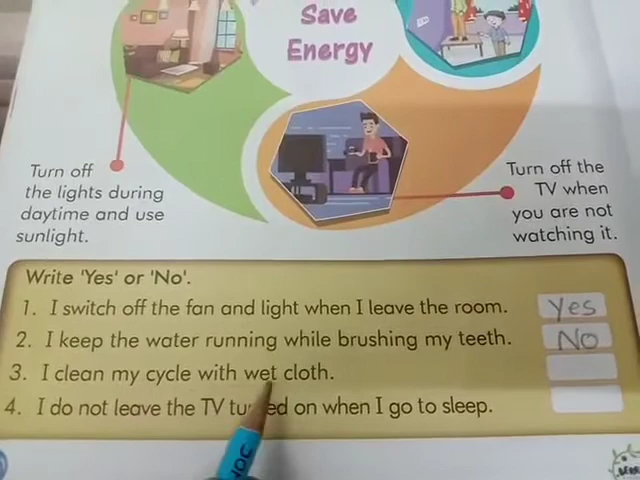 Save
Energy
Turn off
the lights during
daytime and use
sunlight.
Turn off the
TV when
you are not
watching it.
Write 'Yes' or 'No'.
1. I switch off the fan and light when I leave the room. Yes
2. I keep the water running while brushing my teeth. No
3. I clean my cycle with wet cloth.
4. I do not leave the TV turned on when I go to sleep.